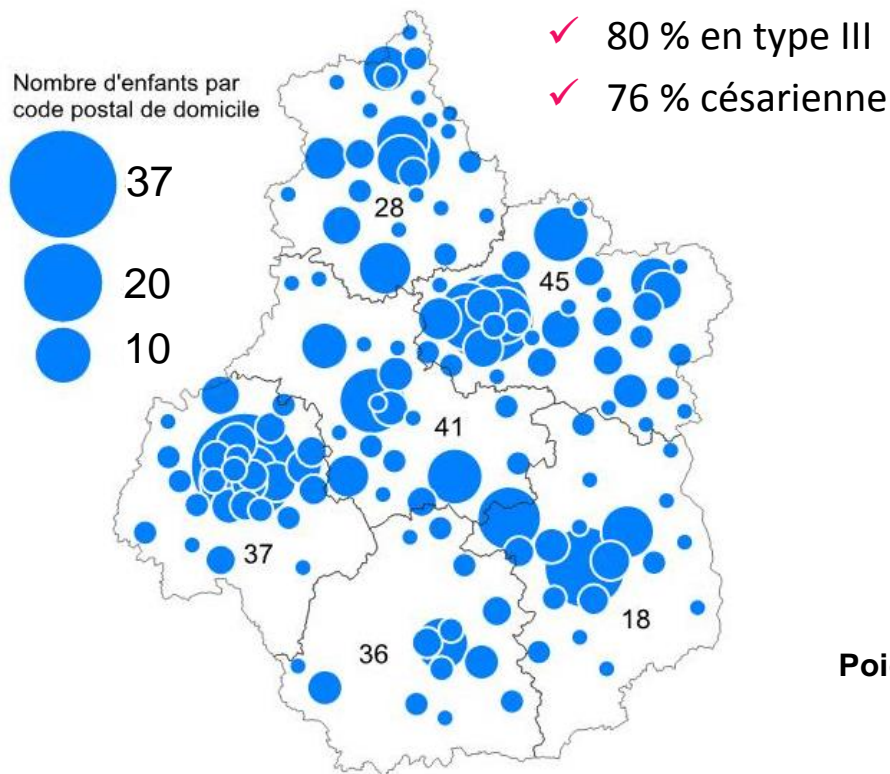 ✓ 80 % en type III
✓ 76 % césarienne
Nombre d'enfants par
code postal de domicile
37
20
10
28
45
41
37
36
18
Poi